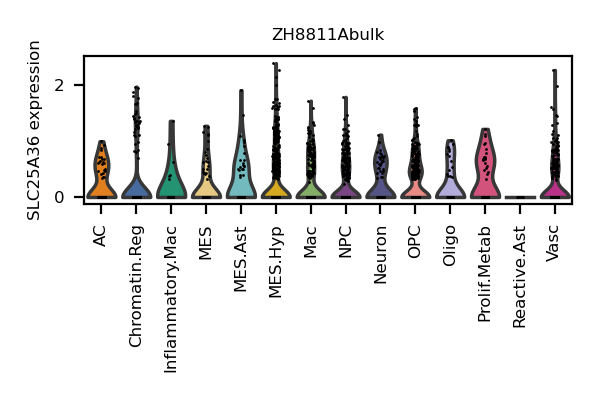 ZH8811Abulk
SLC25A36 expression
2
0
AC
Chromatin.Reg
Inflammatory.Mac
MES
MES.Ast
MES.Hyp
Mac
NPC
Neuron
OPC
Oligo
Prolif.Metab
Reactive.Ast
Vasc